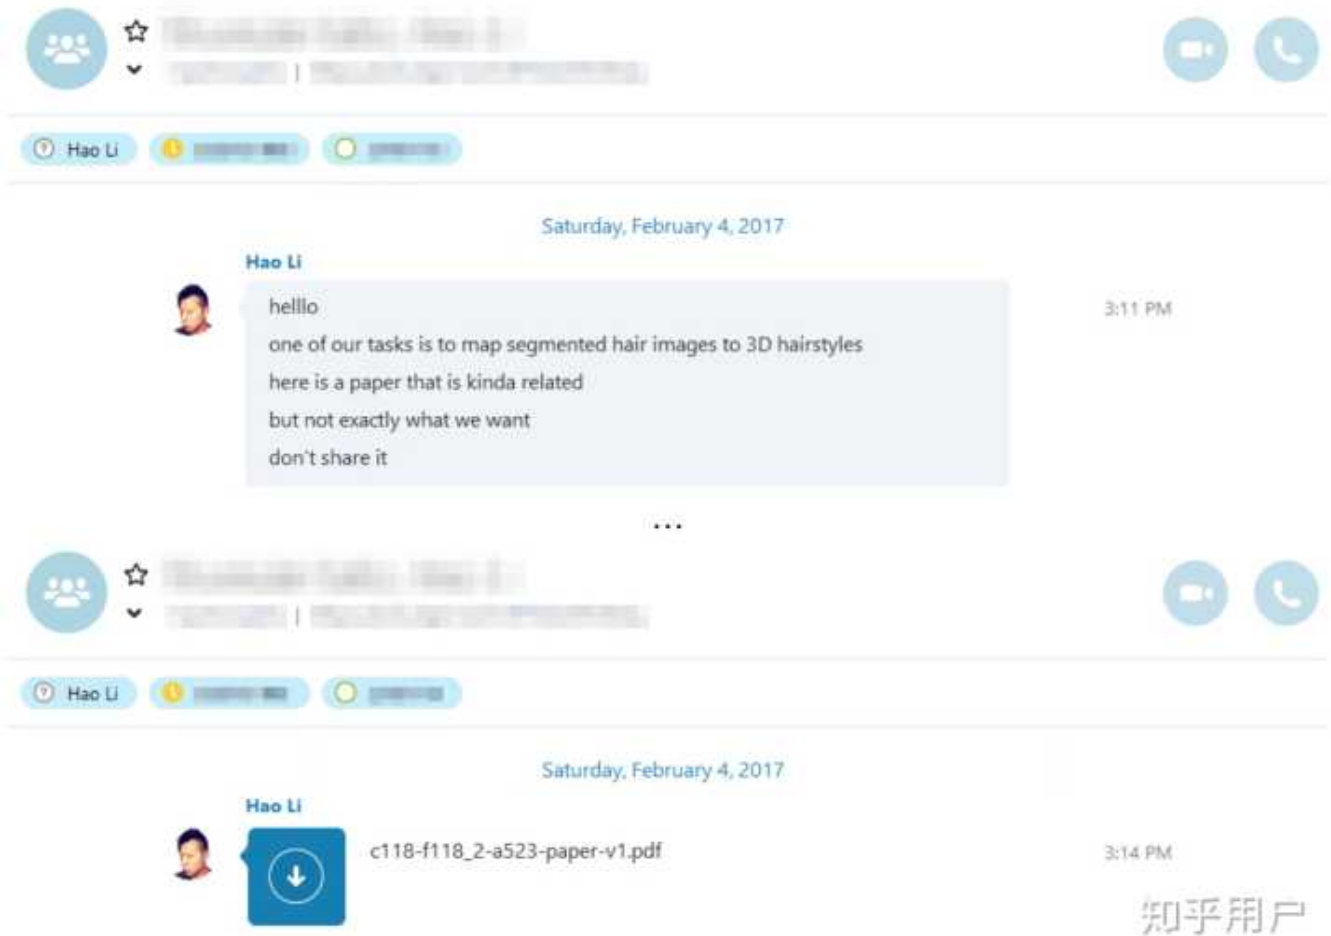 Hao Li
Saturday, February 4, 2017
Hao Li
helllo
3:11 PM
one of our tasks is to map segmented hair images to 3D hairstyles
here is a paper that is kinda related
but not exactly what we want
don't share it
...
Hao Li
Saturday, February 4, 2017
Hao Li
c118-f118_2-a523-paper-v1.pdf
3:14 PM
知乎用户